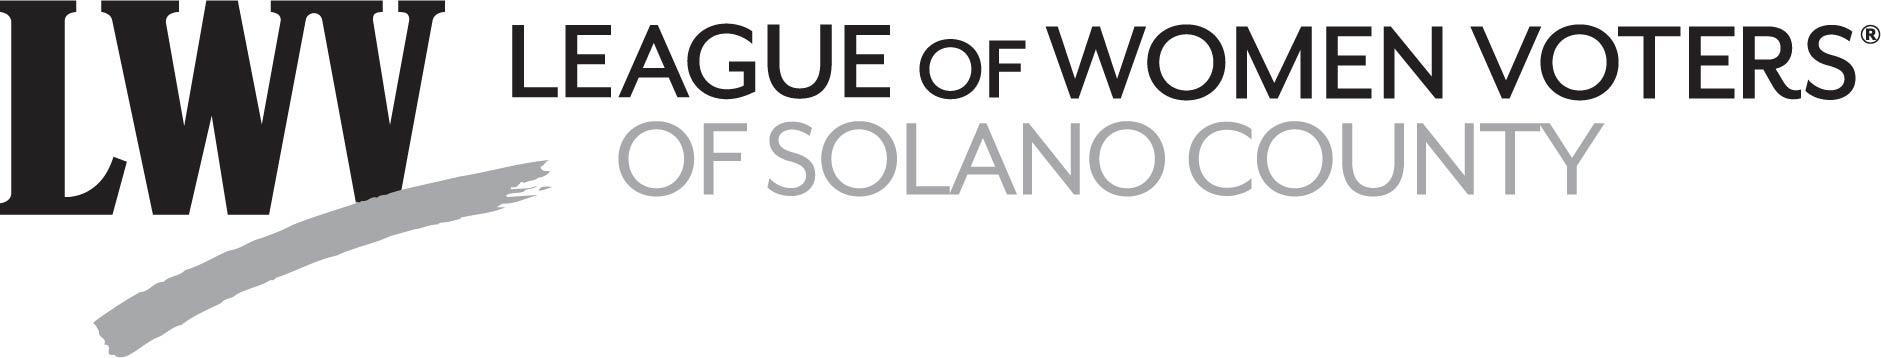 LWV
LEAGUE OF WOMEN VOTERS®
OF SOLANO COUNTY